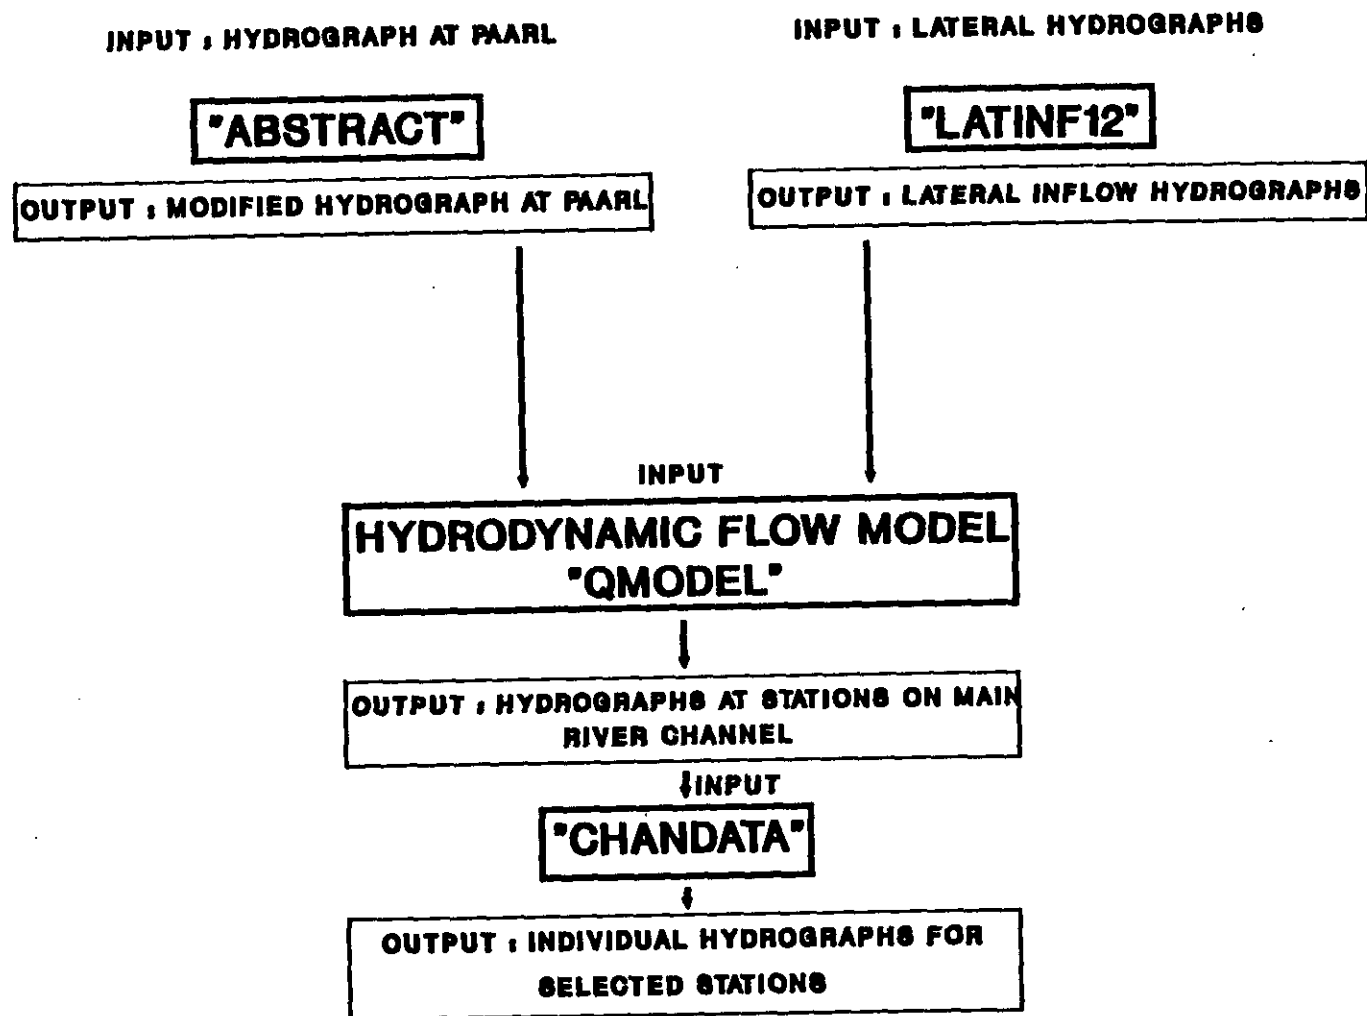 INPUT : HYDROGRAPH AT PAARL
INPUT : LATERAL HYDROGRAPHS
"ABSTRACT"
"LATINF12"
OUTPUT : MODIFIED HYDROGRAPH AT PAARL
OUTPUT : LATERAL INFLOW HYDROGRAPHS
INPUT
HYDRODYNAMIC FLOW MODEL
"QMODEL"
OUTPUT : HYDROGRAPHS AT STATIONS ON MAIN
RIVER CHANNEL
INPUT
"CHANDATA"
OUTPUT : INDIVIDUAL HYDROGRAPHS FOR
SELECTED STATIONS